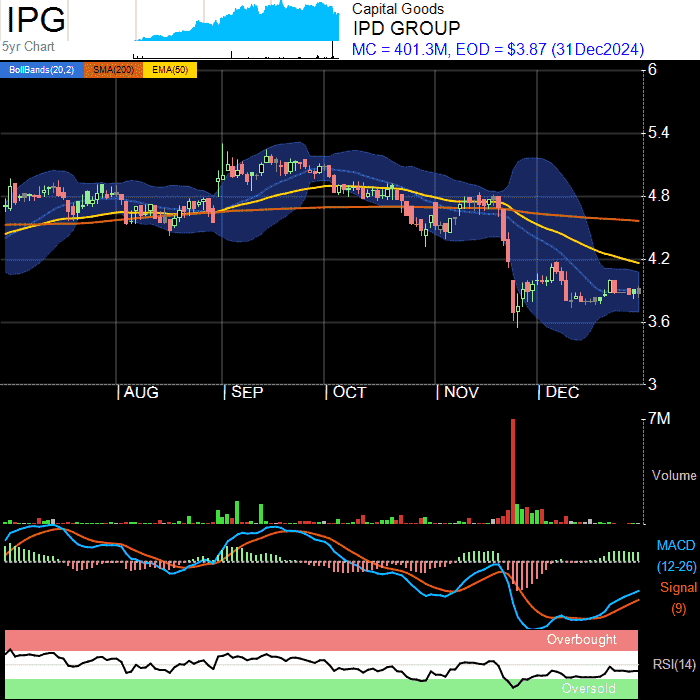 IPG
5yr Chart
Capital Goods
IPD GROUP
MC = 401.3M, EOD = $3.87 (31Dec2024)
BollBands(20,2) SMA(200) EMA(50)
6
5.4
4.8
4.2
3.6
3
AUG SEP OCT NOV DEC
7M
Volume
MACD
(12-26)
Signal
(9)
Overbought
RSI(14)
Oversold